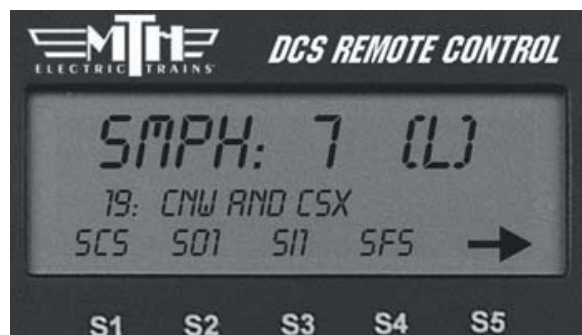 MTH DCS REMOTE CONTROL
ELECTRIC TRAINS
SMPH: 7 (L)
19: CNW AND CSX
SCS SO1 SI1 SFS →
S1 S2 S3 S4 S5